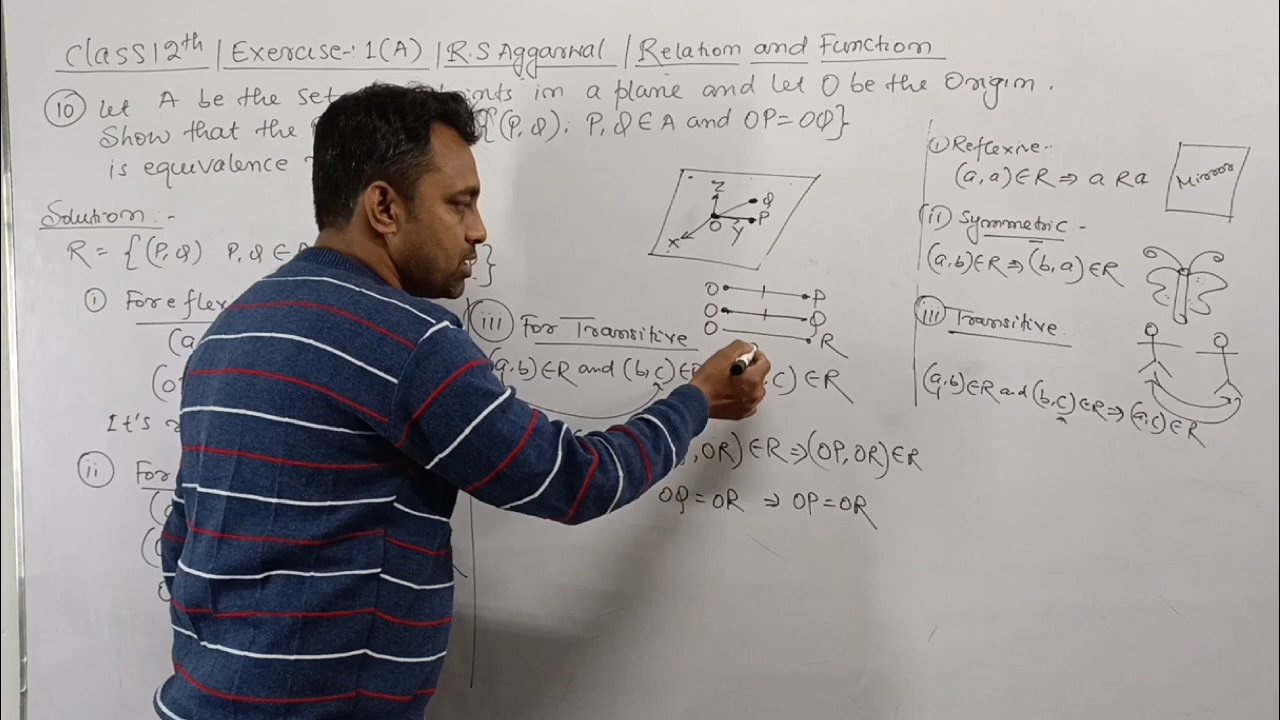 Class 12th | Exercise-: 1(A) | R.S Aggarwal | Relation and Function
10 Let A be the set points in a plane and let O be the Origin.
Show that the {(P, Q): P, Q ∈ A and OP = OQ}
is equivalence
Solution:-
R = {(P, Q) P, Q ∈ }
i For reflex
(a
(o
It's
ii For
(
(
O
iii For Transitive
(a,b) ∈ R and (b, c) ∈ R , c) ∈ R
, OR) ∈ R ⇒ (OP, OR) ∈ R
OQ = OR ⇒ OP = OR
Z
Q
P
O
Y
X
O P
O Q
O R
i Reflexive:-
(a, a) ∈ R ⇒ a R a
Mirror
(ii) Symmetric -
(a, b) ∈ R ⇒ (b, a) ∈ R
iii Transitive:-
(a, b) ∈ R and (b, c) ∈ R ⇒ (a, c) ∈ R